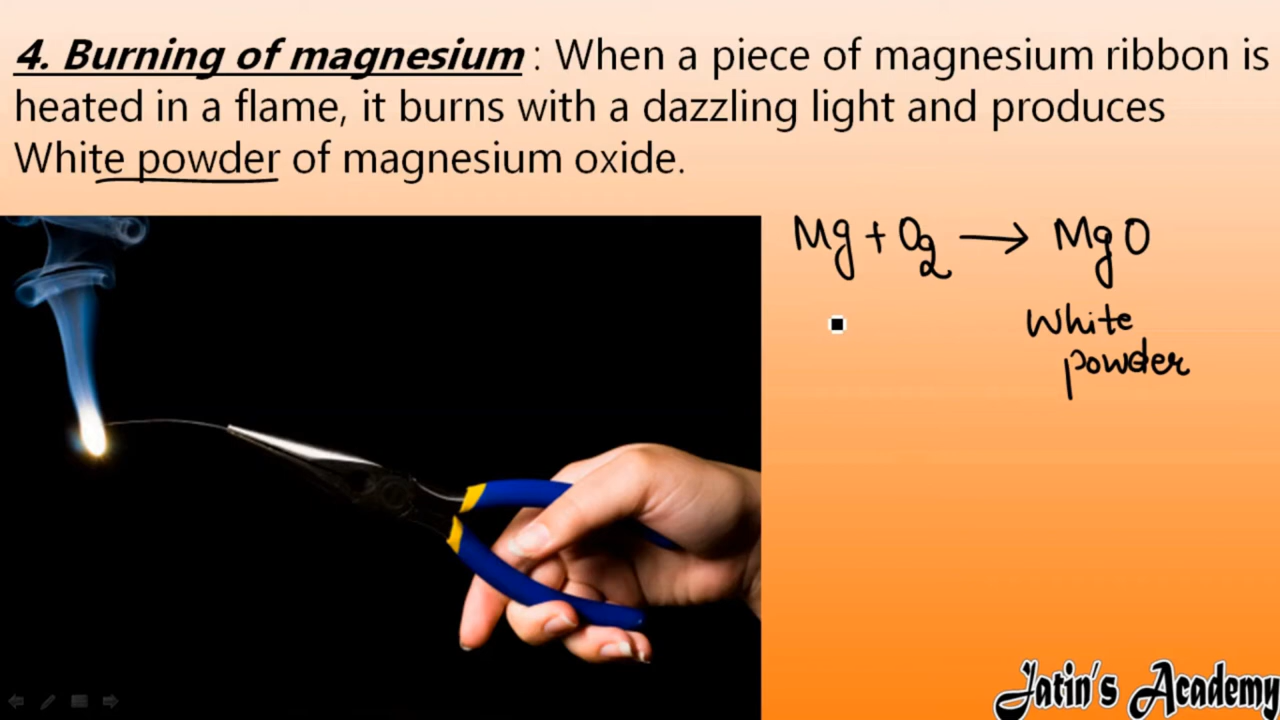 4. Burning of magnesium : When a piece of magnesium ribbon is
heated in a flame, it burns with a dazzling light and produces
White powder of magnesium oxide.
Mg + O2 → MgO
White
powder
Jatin's Academy